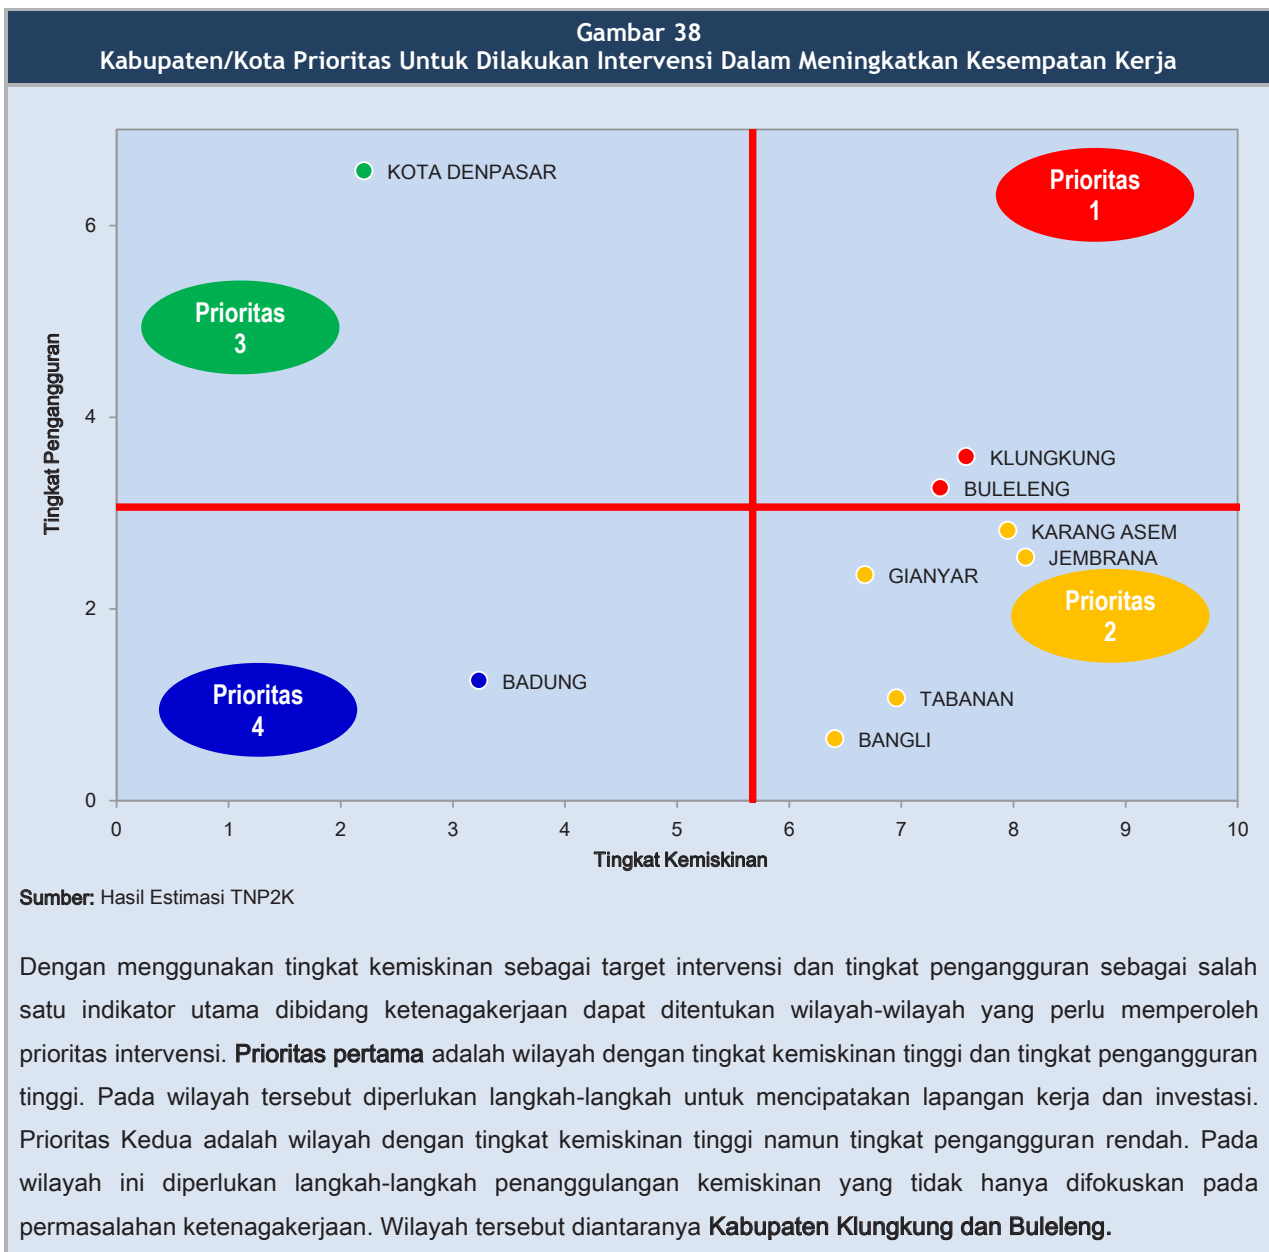 Gambar 38
Kabupaten/Kota Prioritas Untuk Dilakukan Intervensi Dalam Meningkatkan Kesempatan Kerja
KOTA DENPASAR
Prioritas
1
6
Prioritas
3
Tingkat Pengangguran
4
KLUNGKUNG
BULELENG
KARANG ASEM
JEMBRANA
GIANYAR
Prioritas
2
2
BADUNG
Prioritas
4
TABANAN
BANGLI
0
0 1 2 3 4 5 6 7 8 9 10
Tingkat Kemiskinan
Sumber: Hasil Estimasi TNP2K
Dengan menggunakan tingkat kemiskinan sebagai target intervensi dan tingkat pengangguran sebagai salah
satu indikator utama dibidang ketenagakerjaan dapat ditentukan wilayah-wilayah yang perlu memperoleh
prioritas intervensi. Prioritas pertama adalah wilayah dengan tingkat kemiskinan tinggi dan tingkat pengangguran
tinggi. Pada wilayah tersebut diperlukan langkah-langkah untuk mencipatakan lapangan kerja dan investasi.
Prioritas Kedua adalah wilayah dengan tingkat kemiskinan tinggi namun tingkat pengangguran rendah. Pada
wilayah ini diperlukan langkah-langkah penanggulangan kemiskinan yang tidak hanya difokuskan pada
permasalahan ketenagakerjaan. Wilayah tersebut diantaranya Kabupaten Klungkung dan Buleleng.